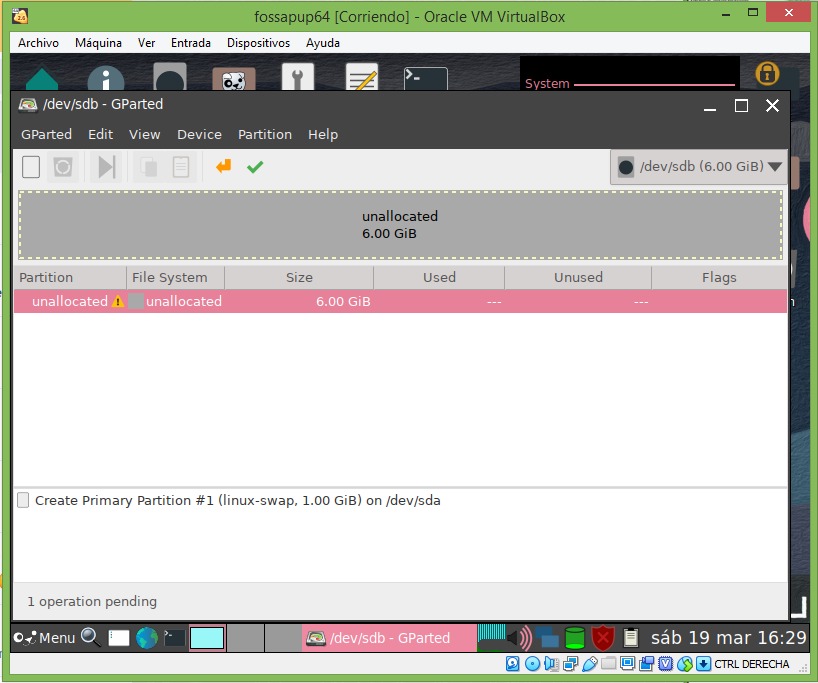 fossapup64 [Corriendo] - Oracle VM VirtualBox
Archivo Máquina Ver Entrada Dispositivos Ayuda
System
/dev/sdb - GParted
GParted Edit View Device Partition Help
/dev/sdb (6.00 GiB)
unallocated
6.00 GiB
Partition File System Size Used Unused Flags
unallocated unallocated 6.00 GiB --- ---
Create Primary Partition #1 (linux-swap, 1.00 GiB) on /dev/sda
1 operation pending
Menu /dev/sdb - GParted sáb 19 mar 16:29
CTRL DERECHA